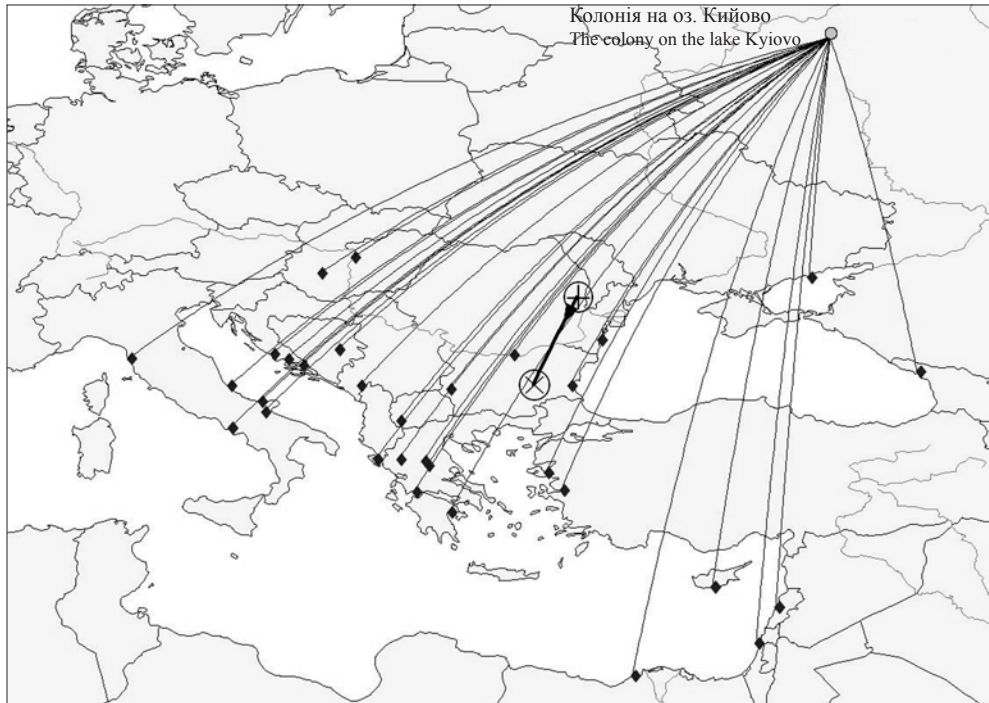 Колонія на оз. Кийово
The colony on the lake Kyiovo